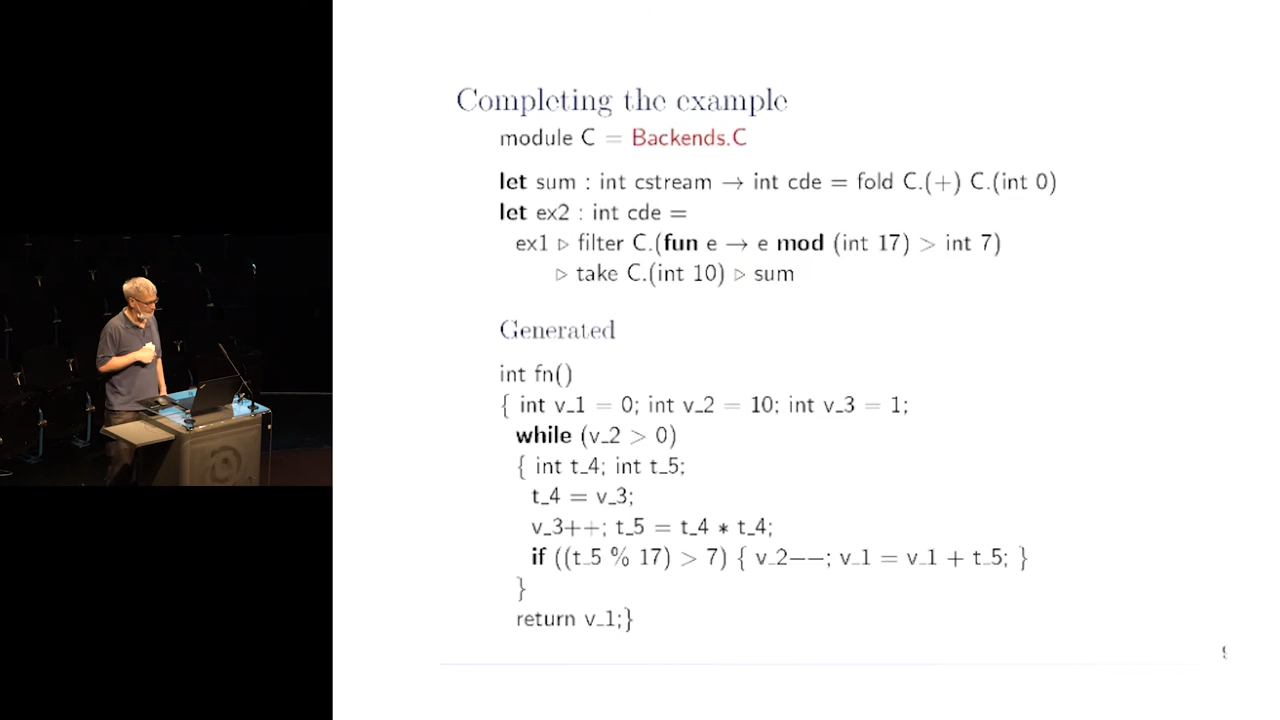 Completing the example
module C = Backends.C
let sum : int cstream → int cde = fold C.(+) C.(int 0)
let ex2 : int cde =
ex1 ▷ filter C.(fun e → e mod (int 17) > int 7)
▷ take C.(int 10) ▷ sum
Generated
int fn()
{ int v_1 = 0; int v_2 = 10; int v_3 = 1;
while (v_2 > 0)
{ int t_4; int t_5;
t_4 = v_3;
v_3++; t_5 = t_4 * t_4;
if ((t_5 % 17) > 7) { v_2−−; v_1 = v_1 + t_5; }
}
return v_1;}